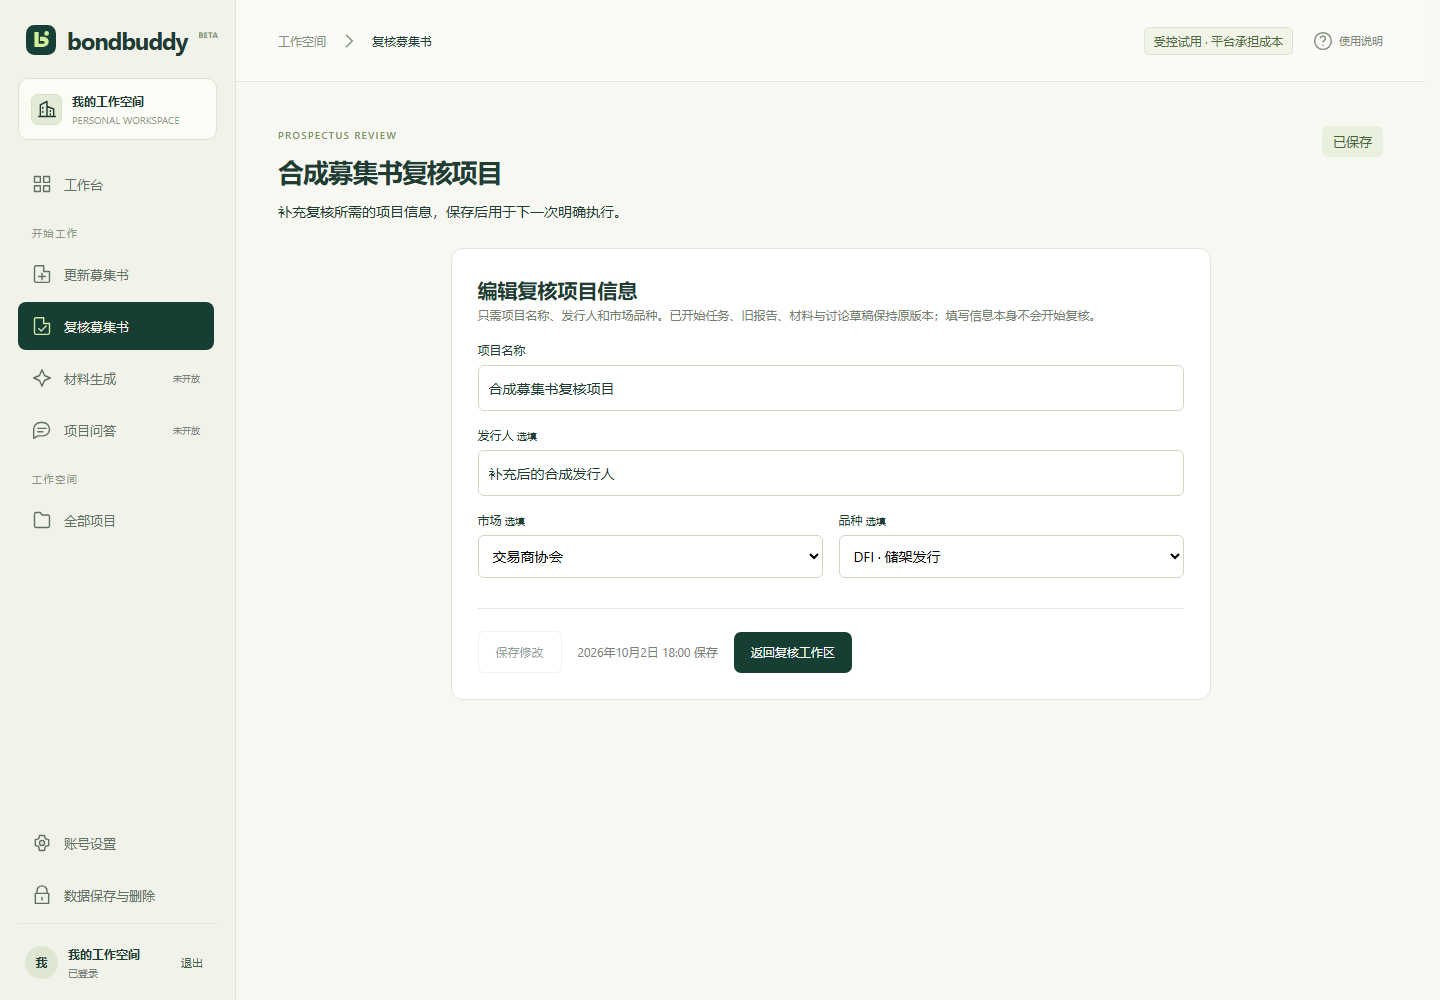 bondbuddy BETA
我的工作空间
PERSONAL WORKSPACE
工作台
开始工作
更新募集书
复核募集书
材料生成 未开放
项目问答 未开放
工作空间
全部项目
账号设置
数据保存与删除
我 我的工作空间
已登录
退出
工作空间 复核募集书
受控试用 · 平台承担成本
使用说明
PROSPECTUS REVIEW
合成募集书复核项目
已保存
补充复核所需的项目信息，保存后用于下一次明确执行。
编辑复核项目信息
只需项目名称、发行人和市场品种。已开始任务、旧报告、材料与讨论草稿保持原版本；填写信息本身不会开始复核。
项目名称
合成募集书复核项目
发行人 选填
补充后的合成发行人
市场 选填 品种 选填
交易商协会 DFI · 储架发行
保存修改 2026年10月2日 18:00 保存 返回复核工作区